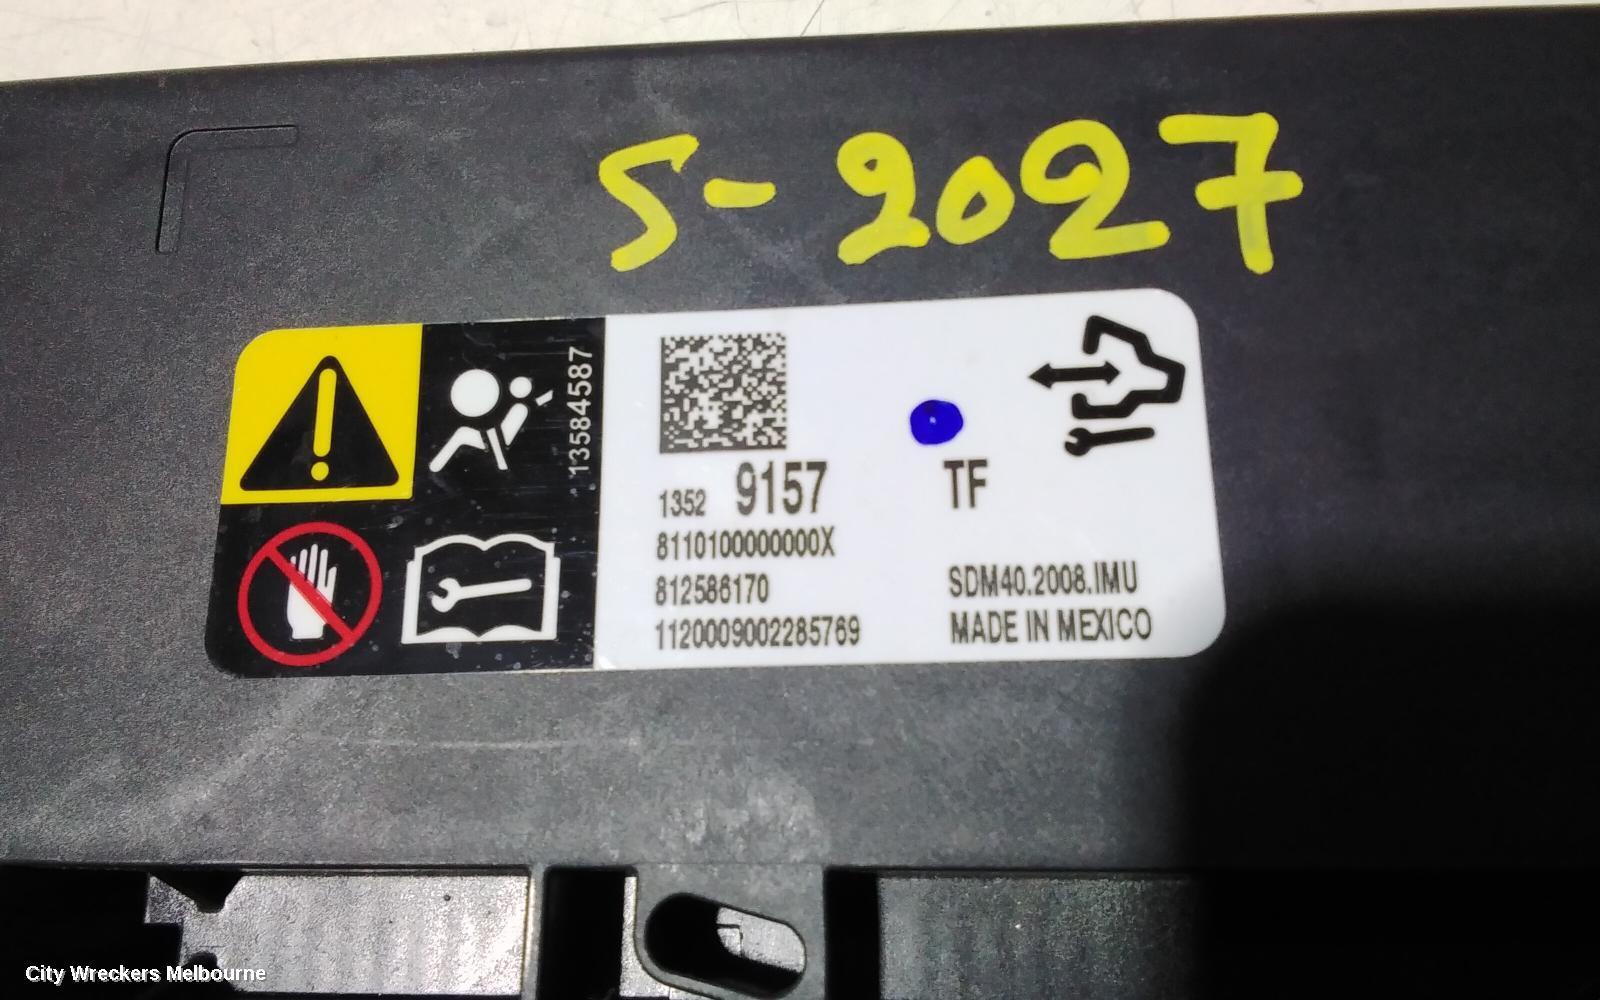 S-2027
13584587
1352 9157 TF
8110100000000X
812586170 SDM40.2008.IMU
1120009002285769 MADE IN MEXICO
City Wreckers Melbourne